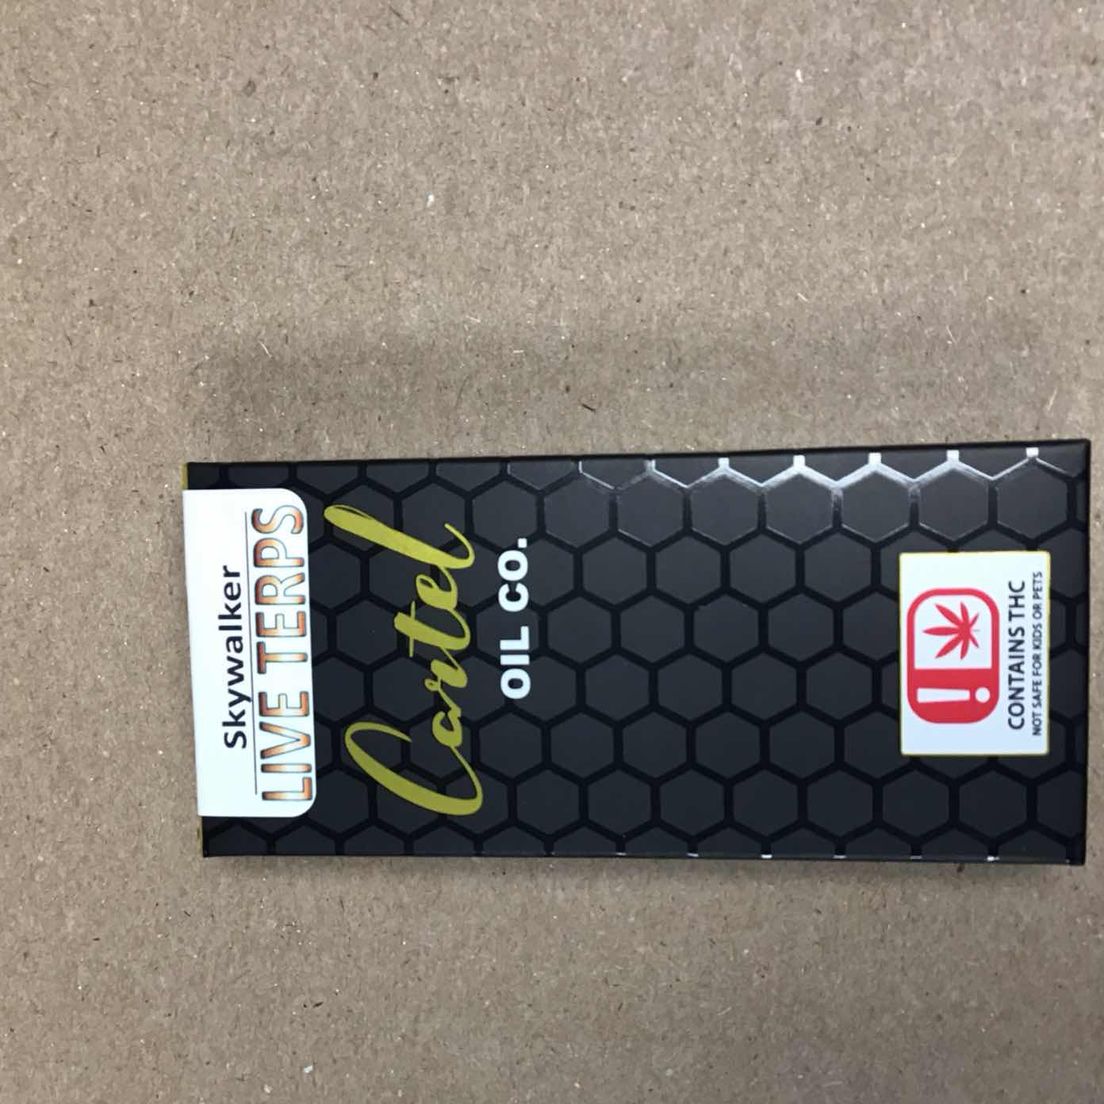 Skywalker
LIVE TERPS
Cartel
OIL CO.
CONTAINS THC
NOT SAFE FOR KIDS OR PETS